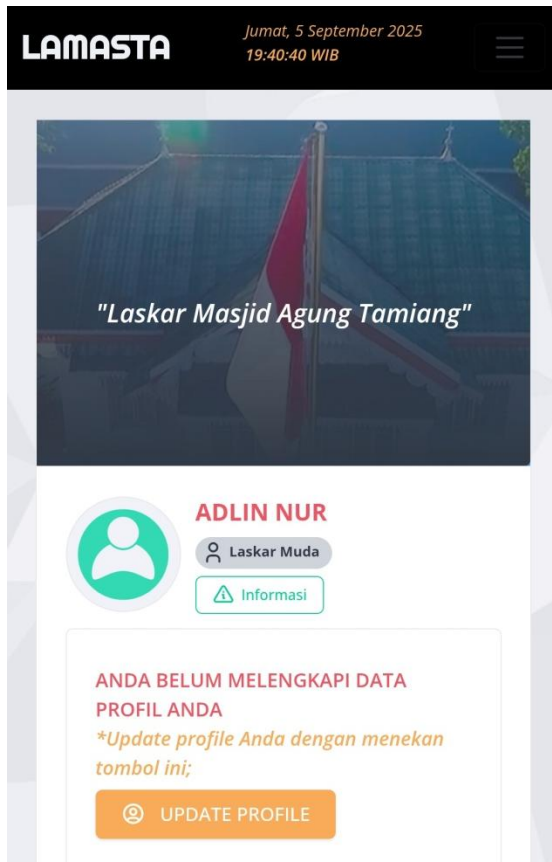 LAMASTA
Jumat, 5 September 2025
19:40:40 WIB
"Laskar Masjid Agung Tamiang"
ADLIN NUR
Laskar Muda
Informasi
ANDA BELUM MELENGKAPI DATA
PROFIL ANDA
*Update profile Anda dengan menekan
tombol ini;
UPDATE PROFILE